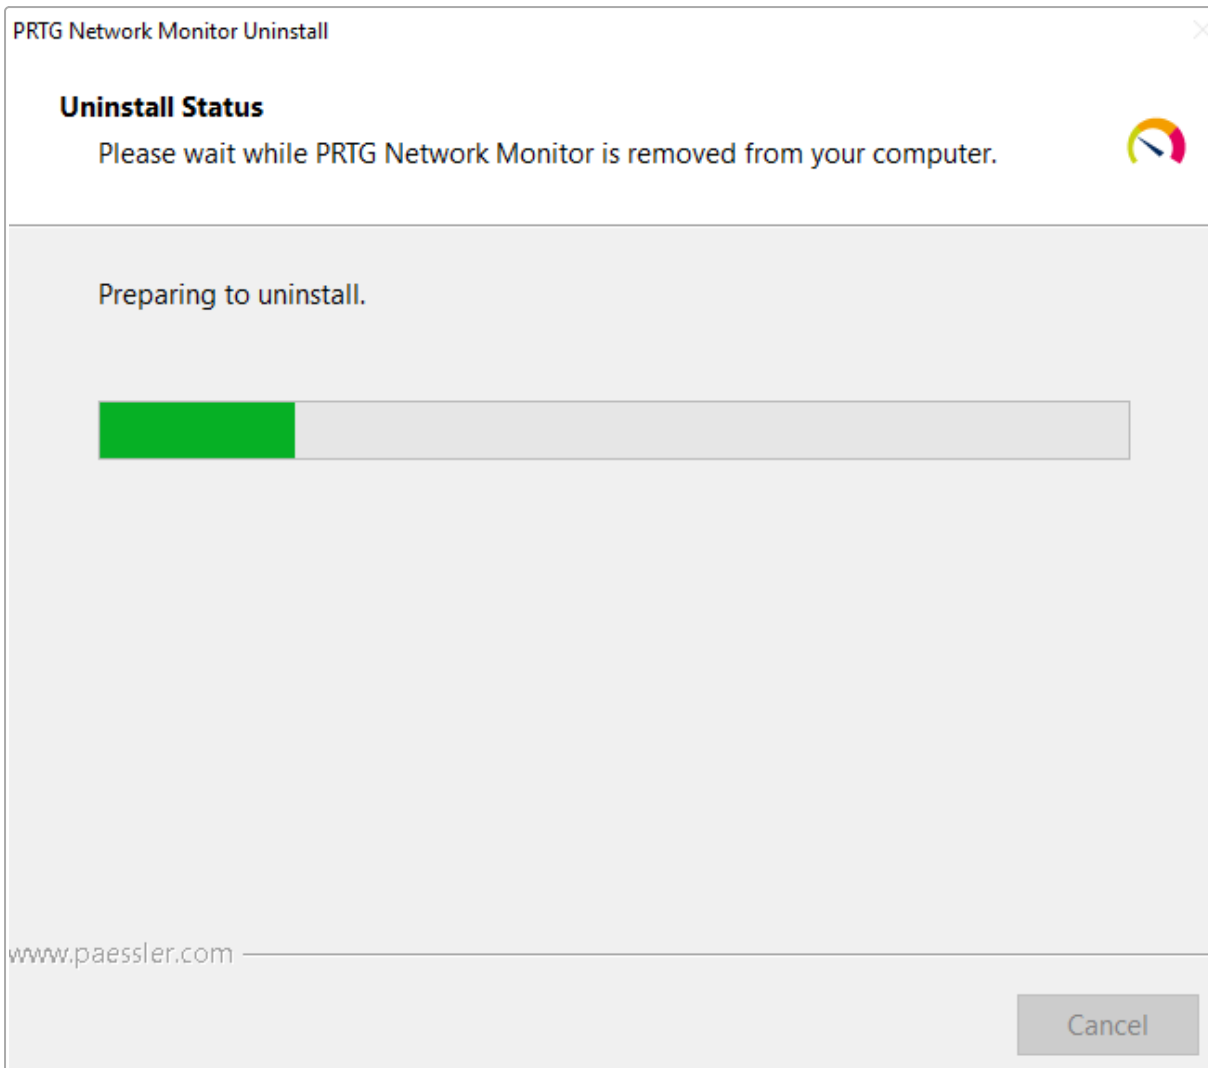 PRTG Network Monitor Uninstall
Uninstall Status
Please wait while PRTG Network Monitor is removed from your computer.
Preparing to uninstall.
www.paessler.com
Cancel